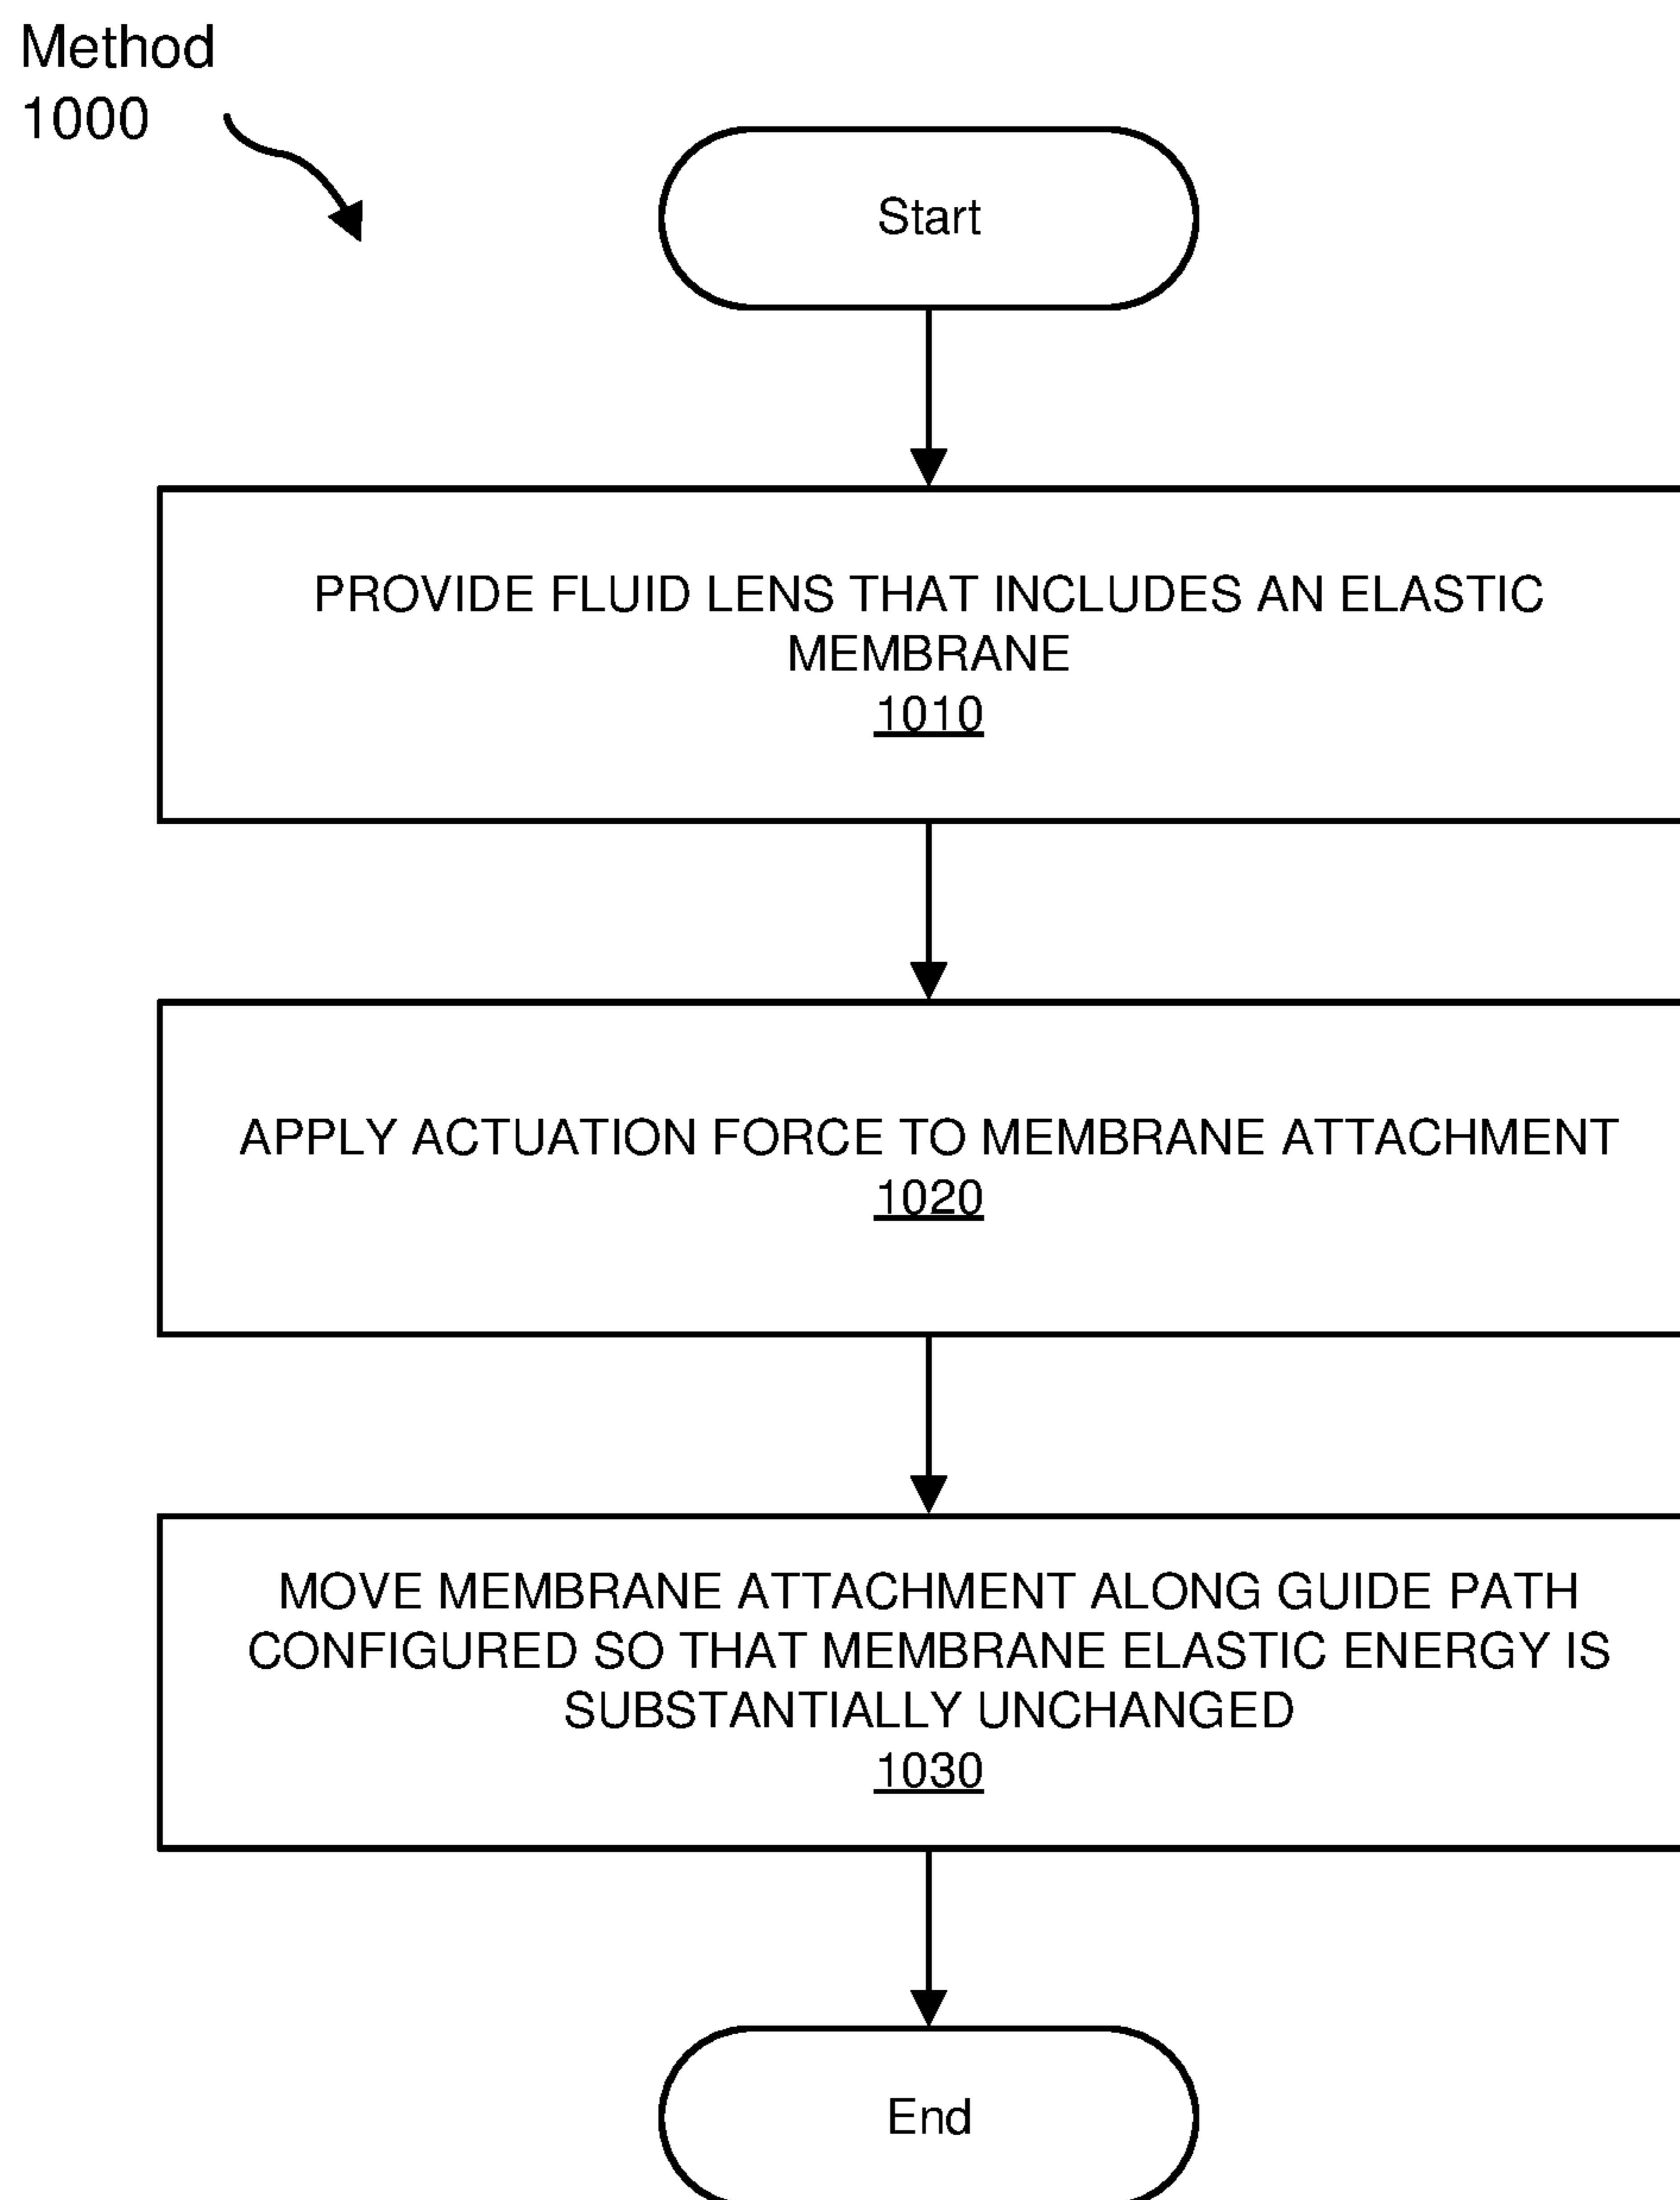 Method
1000
Start
PROVIDE FLUID LENS THAT INCLUDES AN ELASTIC
MEMBRANE
1010
APPLY ACTUATION FORCE TO MEMBRANE ATTACHMENT
1020
MOVE MEMBRANE ATTACHMENT ALONG GUIDE PATH
CONFIGURED SO THAT MEMBRANE ELASTIC ENERGY IS
SUBSTANTIALLY UNCHANGED
1030
End